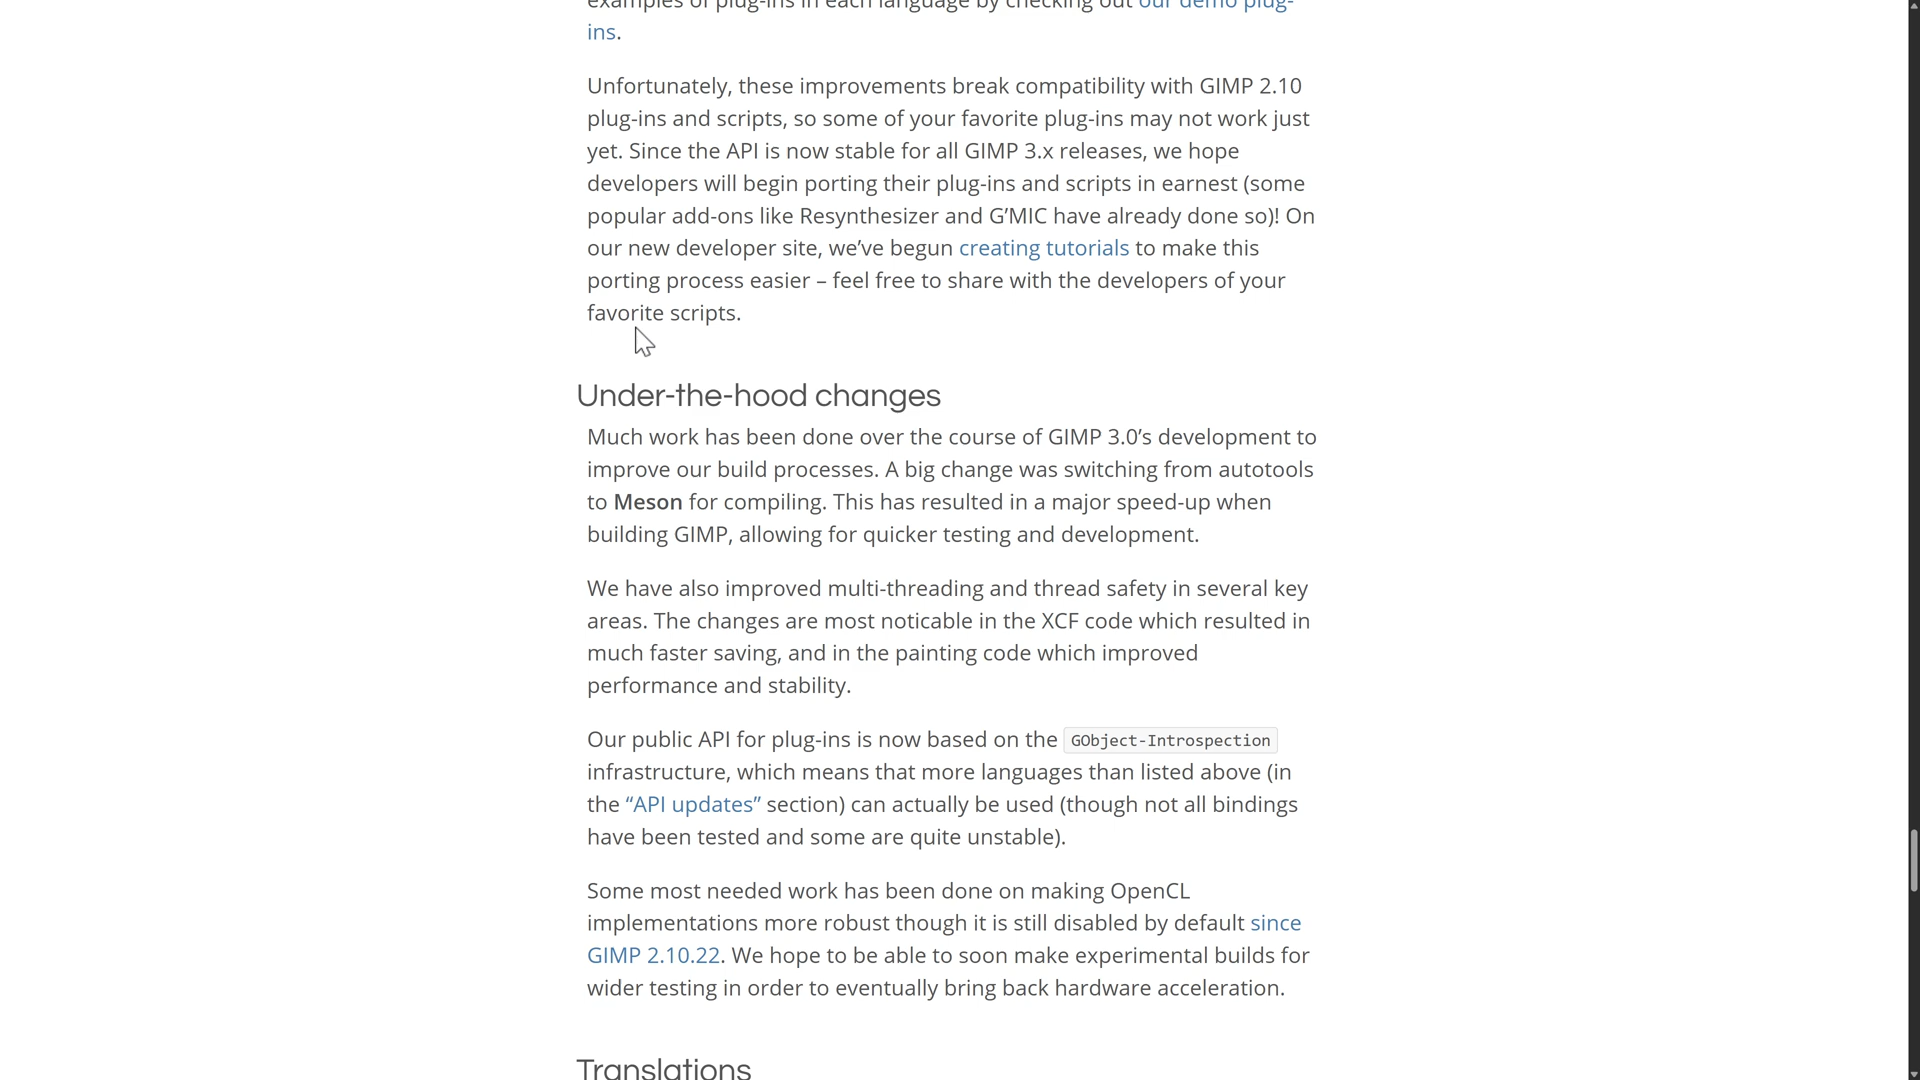 examples of plug-ins in each language by checking out our demo plug-
ins.
Unfortunately, these improvements break compatibility with GIMP 2.10
plug-ins and scripts, so some of your favorite plug-ins may not work just
yet. Since the API is now stable for all GIMP 3.x releases, we hope
developers will begin porting their plug-ins and scripts in earnest (some
popular add-ons like Resynthesizer and G’MIC have already done so)! On
our new developer site, we’ve begun creating tutorials to make this
porting process easier – feel free to share with the developers of your
favorite scripts.
Under-the-hood changes
Much work has been done over the course of GIMP 3.0’s development to
improve our build processes. A big change was switching from autotools
to Meson for compiling. This has resulted in a major speed-up when
building GIMP, allowing for quicker testing and development.
We have also improved multi-threading and thread safety in several key
areas. The changes are most noticable in the XCF code which resulted in
much faster saving, and in the painting code which improved
performance and stability.
Our public API for plug-ins is now based on the GObject-Introspection
infrastructure, which means that more languages than listed above (in
the “API updates” section) can actually be used (though not all bindings
have been tested and some are quite unstable).
Some most needed work has been done on making OpenCL
implementations more robust though it is still disabled by default since
GIMP 2.10.22. We hope to be able to soon make experimental builds for
wider testing in order to eventually bring back hardware acceleration.
Translations